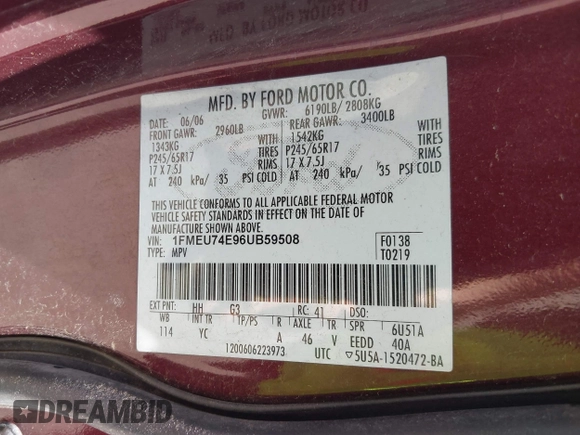 MFD. BY FORD MOTOR CO.
DATE: 06/06 GVWR: 6190LB/ 2808KG
FRONT GAWR: 2960LB REAR GAWR: 3400LB
1343KG WITH 1542KG WITH
P245/65R17 TIRES P245/65R17 TIRES
17 X 7.5J RIMS 17 X 7.5J RIMS
AT 240 kPa/ 35 PSI COLD AT 240 kPa/ 35 PSI COLD
THIS VEHICLE CONFORMS TO ALL APPLICABLE FEDERAL MOTOR
VEHICLE SAFETY STANDARDS IN EFFECT ON THE DATE OF
MANUFACTURE SHOWN ABOVE.
VIN: 1FMEU74E96UB59508 F0138
TYPE: MPV T0219
EXT PNT: HH G3 RC: 41 DSO:
WB INT TR TP/PS R AXLE TR SPR 6U51A
114 YC A 46 V EEDD 40A
1200606223973 UTC ▽5U5A-1520472-BA
DREAMBID